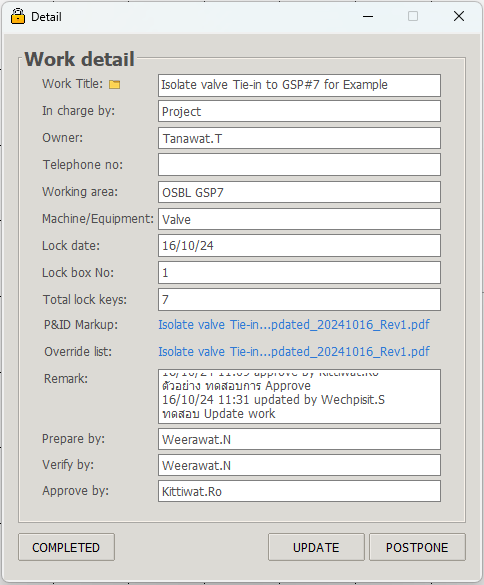 Detail
Work detail
Work Title: Isolate valve Tie-in to GSP#7 for Example
In charge by: Project
Owner: Tanawat.T
Telephone no:
Working area: OSBL GSP7
Machine/Equipment: Valve
Lock date: 16/10/24
Lock box No: 1
Total lock keys: 7
P&ID Markup: Isolate valve Tie-in...pdated_20241016_Rev1.pdf
Override list: Isolate valve Tie-in...pdated_20241016_Rev1.pdf
Remark: 16/10/24 11:09 approve by Kittiwat.Ro
ตัวอย่าง ทดสอบการ Approve
16/10/24 11:31 updated by Wechpisit.S
ทดสอบ Update work
Prepare by: Weerawat.N
Verify by: Weerawat.N
Approve by: Kittiwat.Ro
COMPLETED UPDATE POSTPONE